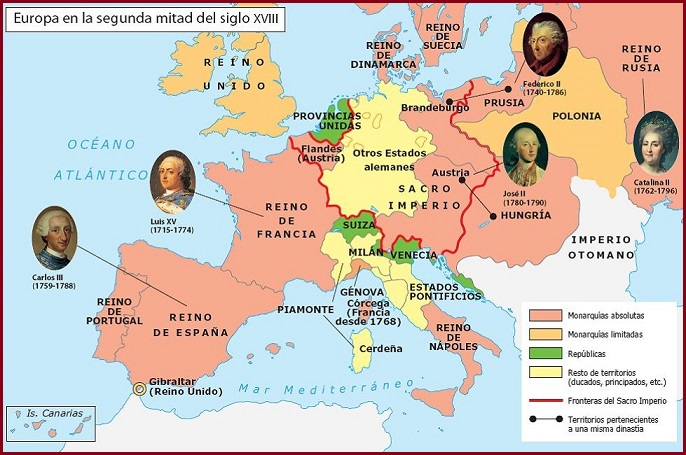 Europa en la segunda mitad del siglo XVIII
REINO DE
SUECIA
REINO
DE
DINAMARCA
REINO
UNIDO
Federico II
(1740-1786)
REINO
DE
RUSIA
Brandeburgo
PRUSIA
PROVINCIAS
UNIDAS
POLONIA
OCÉANO
ATLÁNTICO
Flandes
(Austria)
Otros Estados
alemanes
Austria
SACRO
IMPERIO
José II
(1780-1790)
HUNGRÍA
Catalina II
(1762-1796)
Luis XV
(1715-1774)
REINO
DE
FRANCIA
SUIZA
MILÁN
VENECIA
IMPERIO
OTOMANO
Carlos III
(1759-1788)
GÉNOVA
PIAMONTE
Córcega
(Francia
desde 1768)
ESTADOS
PONTIFICIOS
REINO
DE
PORTUGAL
REINO
DE ESPAÑA
REINO
DE
NÁPOLES
Cerdeña
Gibraltar
(Reino Unido)
Mar Mediterráneo
Is. Canarias
Monarquías absolutas
Monarquías limitadas
Repúblicas
Resto de territorios
(ducados, principados, etc.)
Fronteras del Sacro Imperio
Territorios pertenecientes
a una misma dinastía